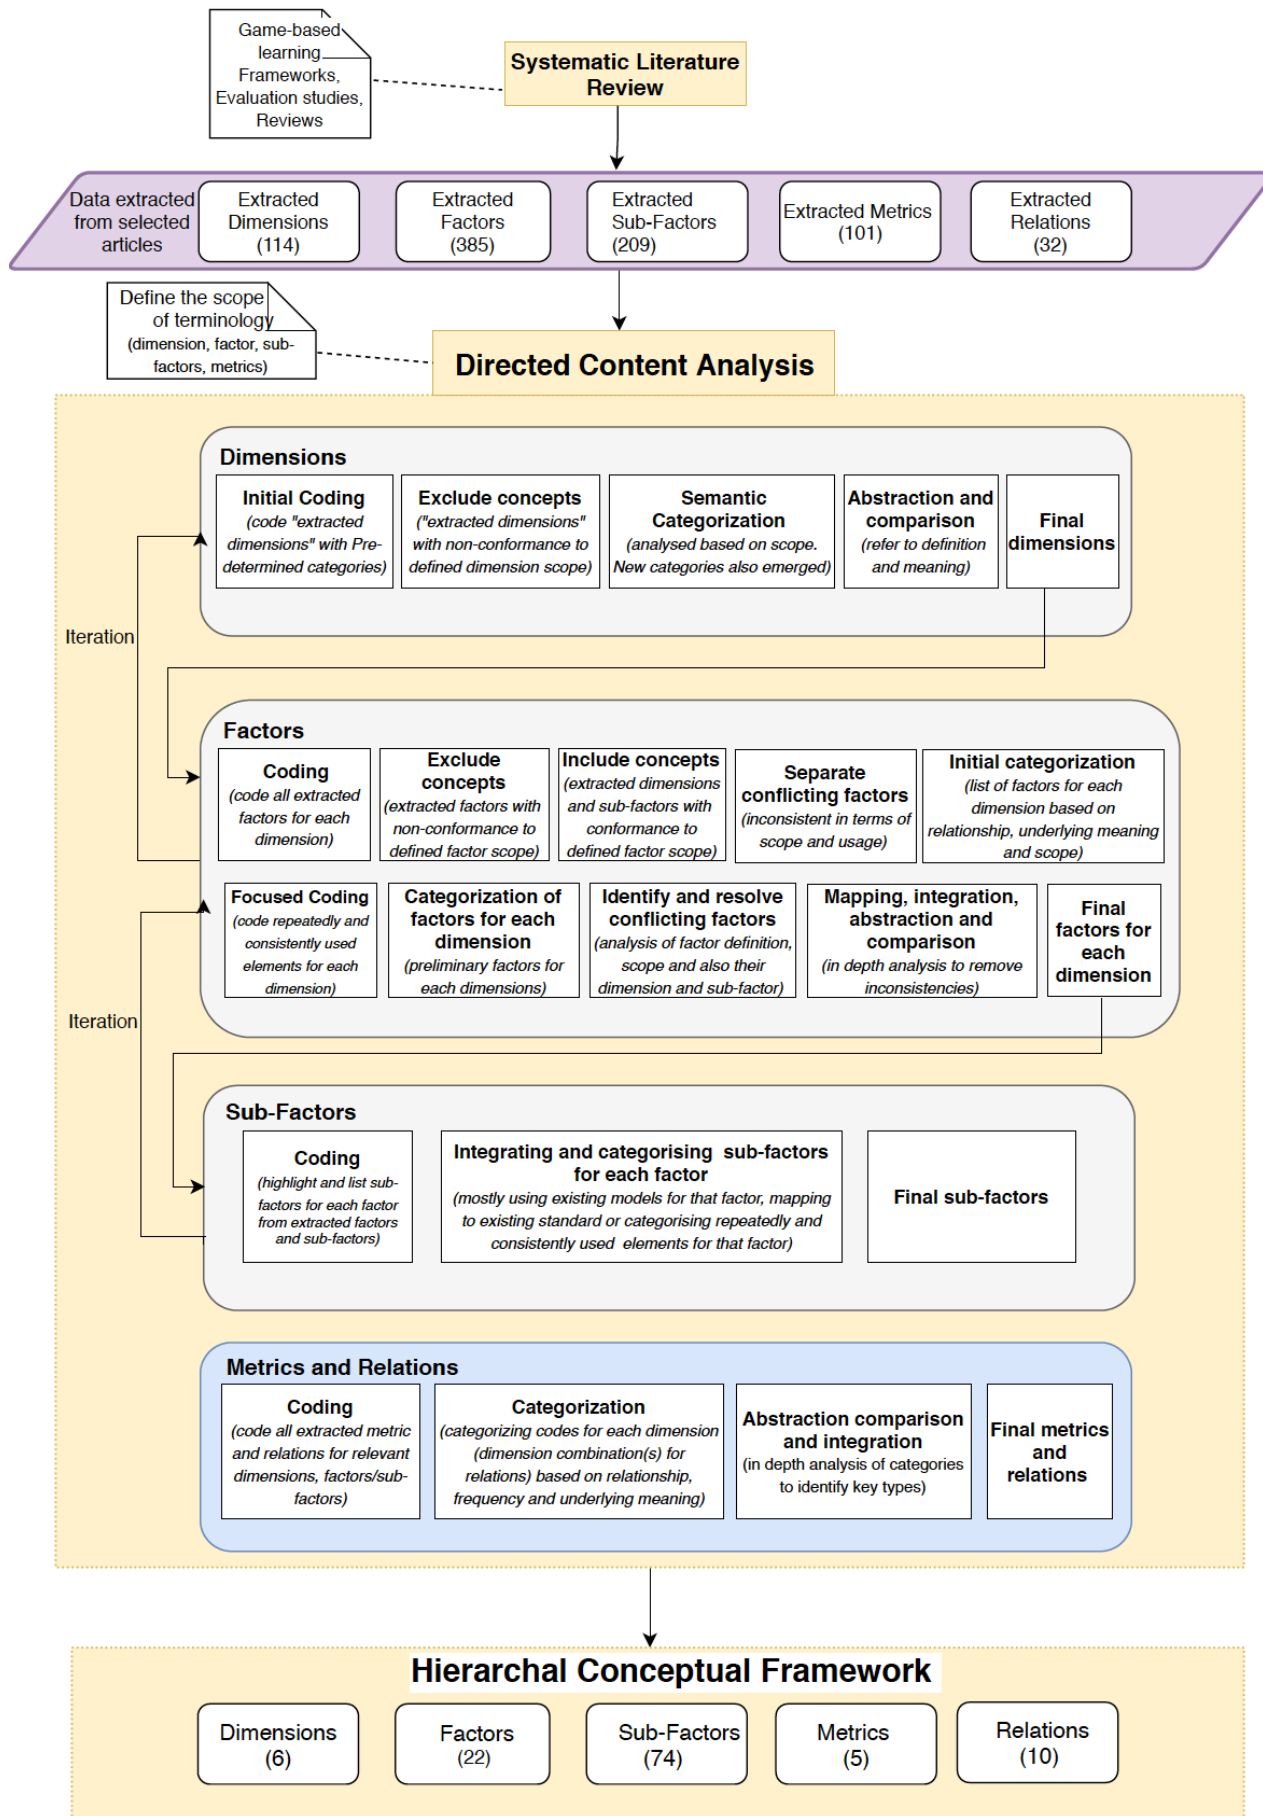 Game-based
learning
Frameworks,
Evaluation studies,
Reviews
Systematic Literature
Review
Data extracted
from selected
articles
Extracted
Dimensions
(114)
Extracted
Factors
(385)
Extracted
Sub-Factors
(209)
Extracted Metrics
(101)
Extracted
Relations
(32)
Define the scope
of terminology
(dimension, factor, sub-
factors, metrics)
Directed Content Analysis
Dimensions
Initial Coding
(code "extracted
dimensions" with Pre-
determined categories)
Exclude concepts
("extracted dimensions"
with non-conformance to
defined dimension scope)
Semantic
Categorization
(analysed based on scope.
New categories also emerged)
Abstraction and
comparison
(refer to definition
and meaning)
Final
dimensions
Iteration
Factors
Coding
(code all extracted
factors for each
dimension)
Exclude
concepts
(extracted factors with
non-conformance to
defined factor scope)
Include concepts
(extracted dimensions
and sub-factors with
conformance to
defined factor scope)
Separate
conflicting factors
(inconsistent in terms of
scope and usage)
Initial categorization
(list of factors for each
dimension based on
relationship, underlying meaning
and scope)
Focused Coding
(code repeatedly and
consistently used
elements for each
dimension)
Categorization of
factors for each
dimension
(preliminary factors for
each dimensions)
Identify and resolve
conflicting factors
(analysis of factor definition,
scope and also their
dimension and sub-factor)
Mapping, integration,
abstraction and
comparison
(in depth analysis to remove
inconsistencies)
Final
factors for
each
dimension
Iteration
Sub-Factors
Coding
(highlight and list sub-
factors for each factor
from extracted factors
and sub-factors)
Integrating and categorising sub-factors
for each factor
(mostly using existing models for that factor, mapping
to existing standard or categorising repeatedly and
consistently used elements for that factor)
Final sub-factors
Metrics and Relations
Coding
(code all extracted metric
and relations for relevant
dimensions, factors/sub-
factors)
Categorization
(categorizing codes for each dimension
(dimension combination(s) for
relations) based on relationship,
frequency and underlying meaning)
Abstraction comparison
and integration
(in depth analysis of categories
to identify key types)
Final metrics
and
relations
Hierarchal Conceptual Framework
Dimensions
(6)
Factors
(22)
Sub-Factors
(74)
Metrics
(5)
Relations
(10)